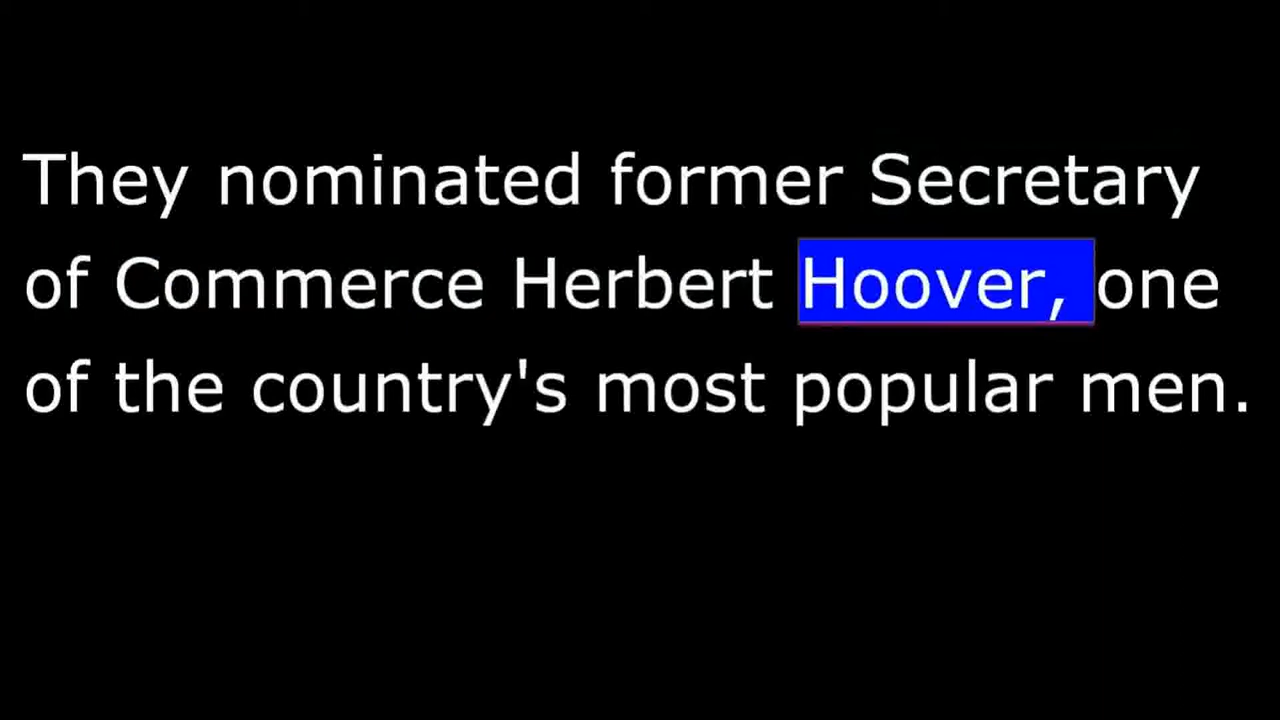 They nominated former Secretary
of Commerce Herbert Hoover, one
of the country's most popular men.